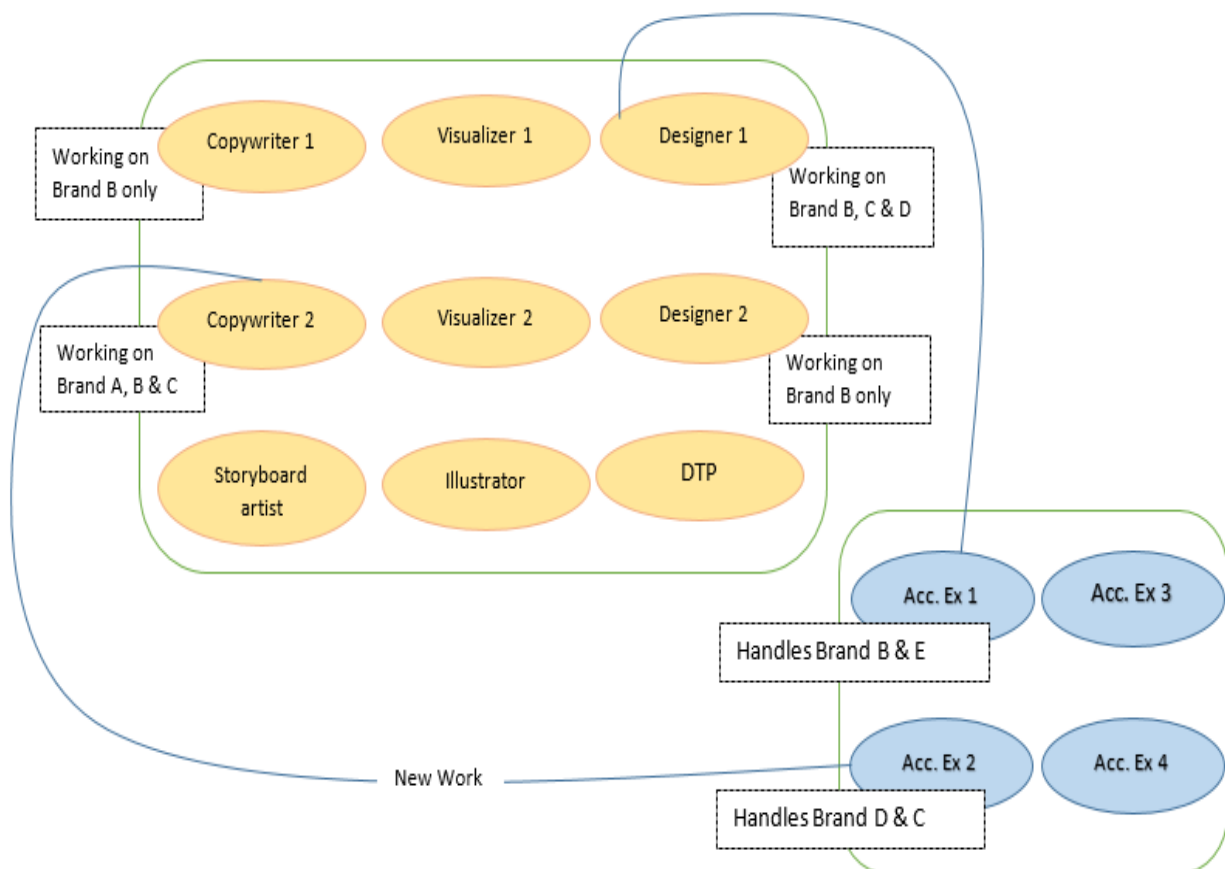 Copywriter 1
Visualizer 1
Designer 1
Working on
Brand B only
Working on
Brand B, C & D
Copywriter 2
Visualizer 2
Designer 2
Working on
Brand A, B & C
Working on
Brand B only
Storyboard
artist
Illustrator
DTP
Acc. Ex 1
Acc. Ex 3
Handles Brand B & E
Acc. Ex 2
Acc. Ex 4
New Work
Handles Brand D & C